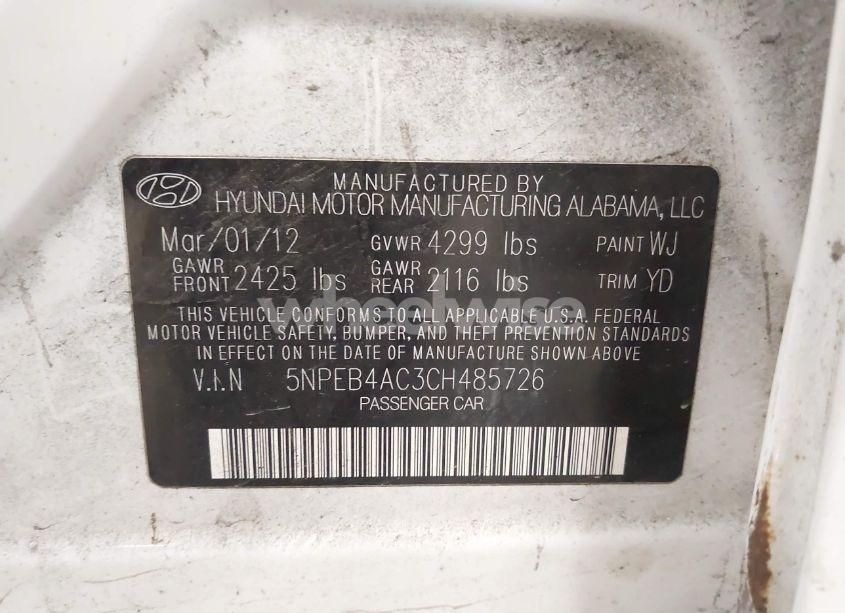 MANUFACTURED BY
HYUNDAI MOTOR MANUFACTURING ALABAMA, LLC
Mar/01/12 GVWR 4299 lbs PAINT WJ
GAWR FRONT 2425 lbs GAWR REAR 2116 lbs TRIM YD
wheelwise
THIS VEHICLE CONFORMS TO ALL APPLICABLE U.S.A. FEDERAL
MOTOR VEHICLE SAFETY, BUMPER, AND THEFT PREVENTION STANDARDS
IN EFFECT ON THE DATE OF MANUFACTURE SHOWN ABOVE
V.I.N 5NPEB4AC3CH485726
PASSENGER CAR